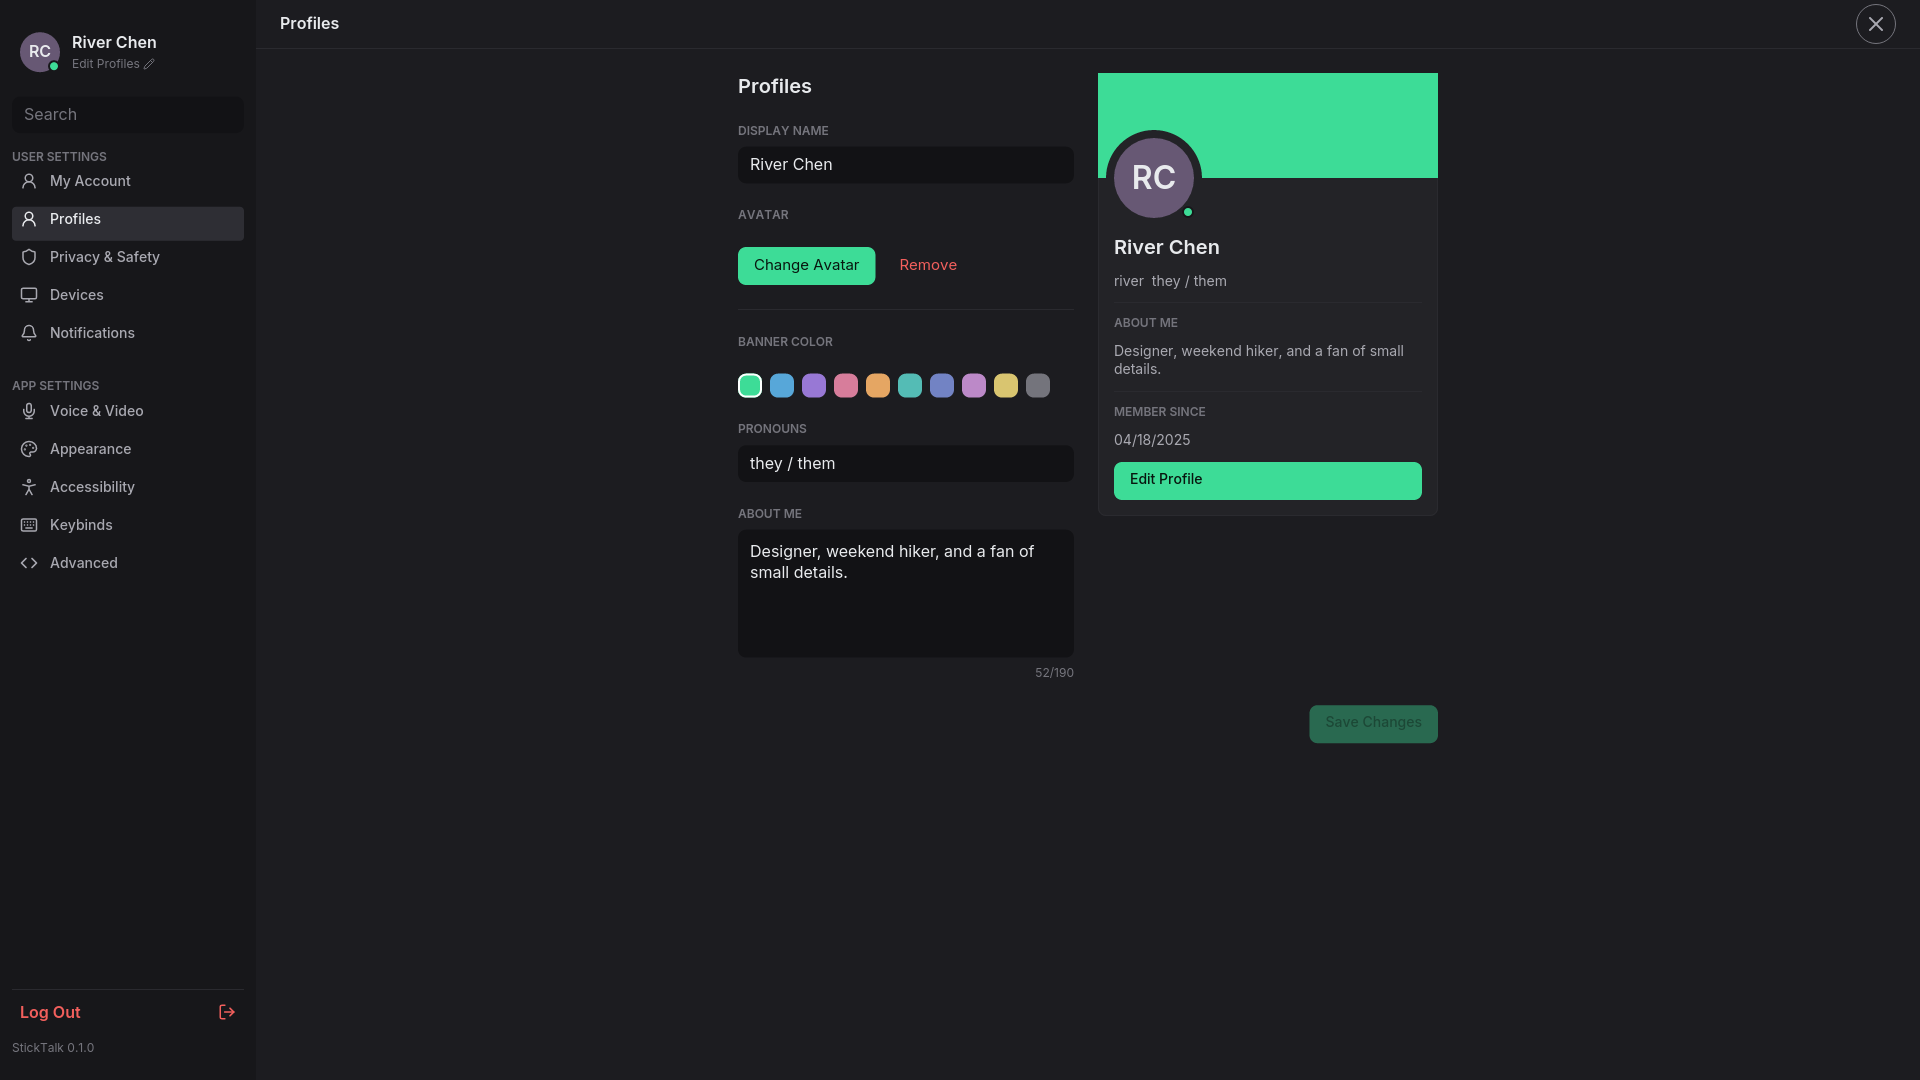 RC
River Chen
Edit Profiles
Search
USER SETTINGS
My Account
Profiles
Privacy & Safety
Devices
Notifications
APP SETTINGS
Voice & Video
Appearance
Accessibility
Keybinds
Advanced
Log Out
StickTalk 0.1.0
Profiles
Profiles
DISPLAY NAME
River Chen
AVATAR
Change Avatar
Remove
BANNER COLOR
PRONOUNS
they / them
ABOUT ME
Designer, weekend hiker, and a fan of
small details.
52/190
RC
River Chen
river they / them
ABOUT ME
Designer, weekend hiker, and a fan of small
details.
MEMBER SINCE
04/18/2025
Edit Profile
Save Changes